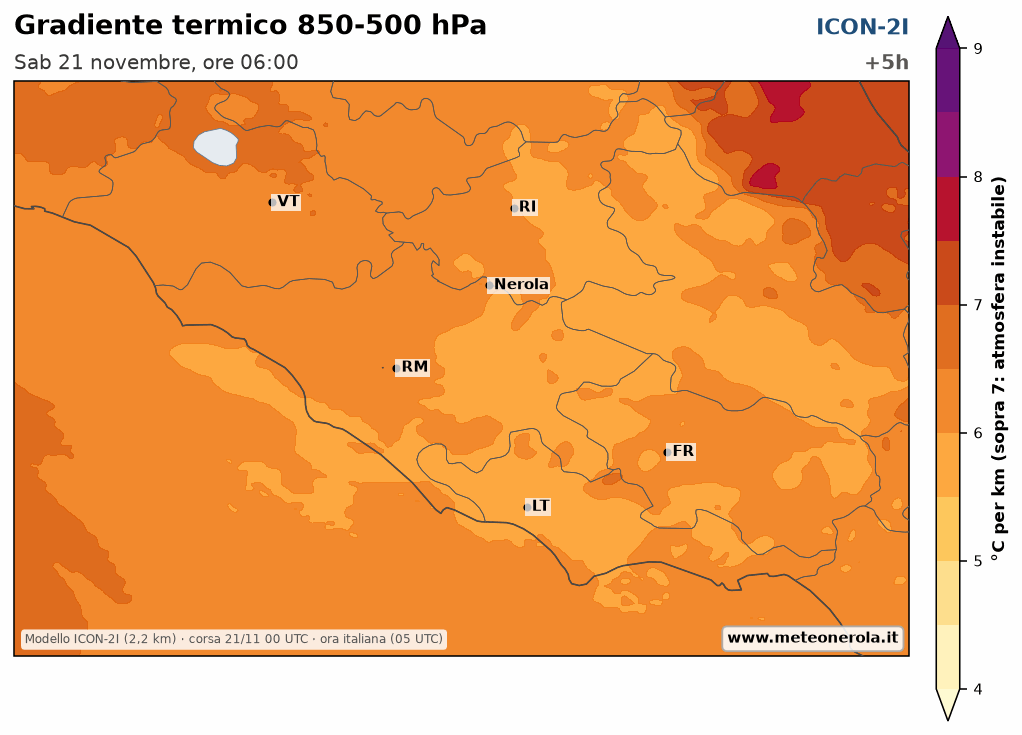 Gradiente termico 850-500 hPa
ICON-2I
Sab 21 novembre, ore 06:00
+5h
VT
RI
Nerola
RM
FR
LT
9
8
7
6
5
4
°C per km (sopra 7: atmosfera instabile)
Modello ICON-2I (2,2 km) · corsa 21/11 00 UTC · ora italiana (05 UTC)
www.meteonerola.it